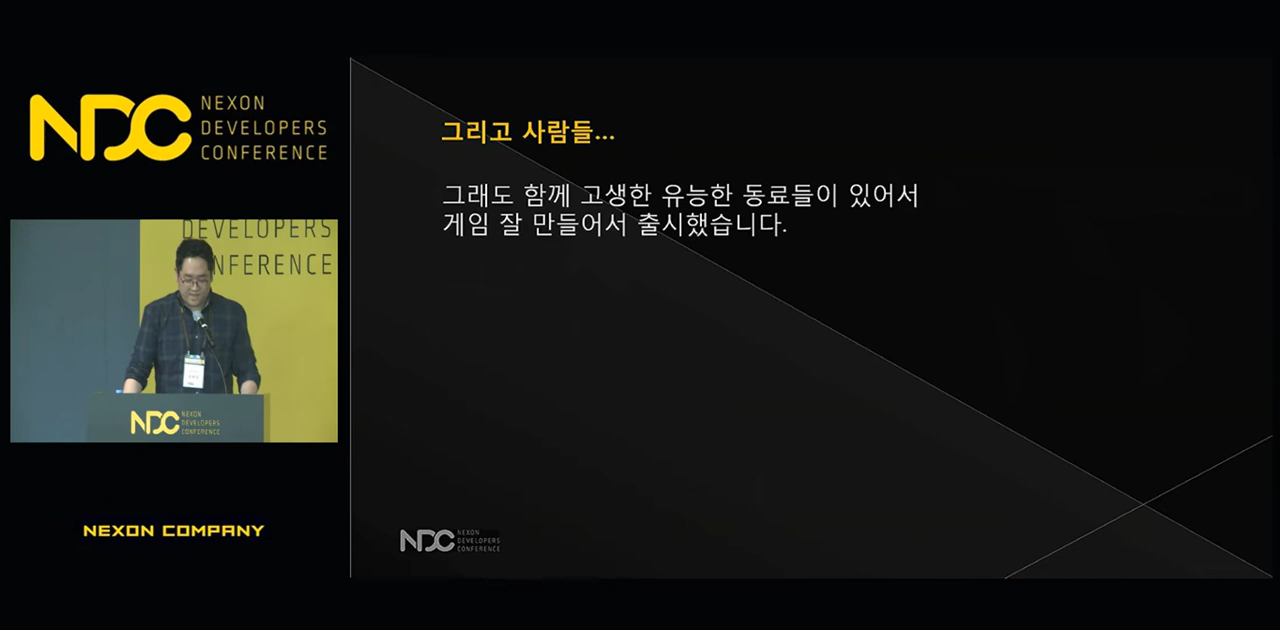 NDC NEXON
DEVELOPERS
CONFERENCE
DEVELOPERS
NFERENCE
NDC NEXON
DEVELOPERS
CONFERENCE
NEXON COMPANY
그리고 사람들...
그래도 함께 고생한 유능한 동료들이 있어서
게임 잘 만들어서 출시했습니다.
NDC NEXON
DEVELOPERS
CONFERENCE